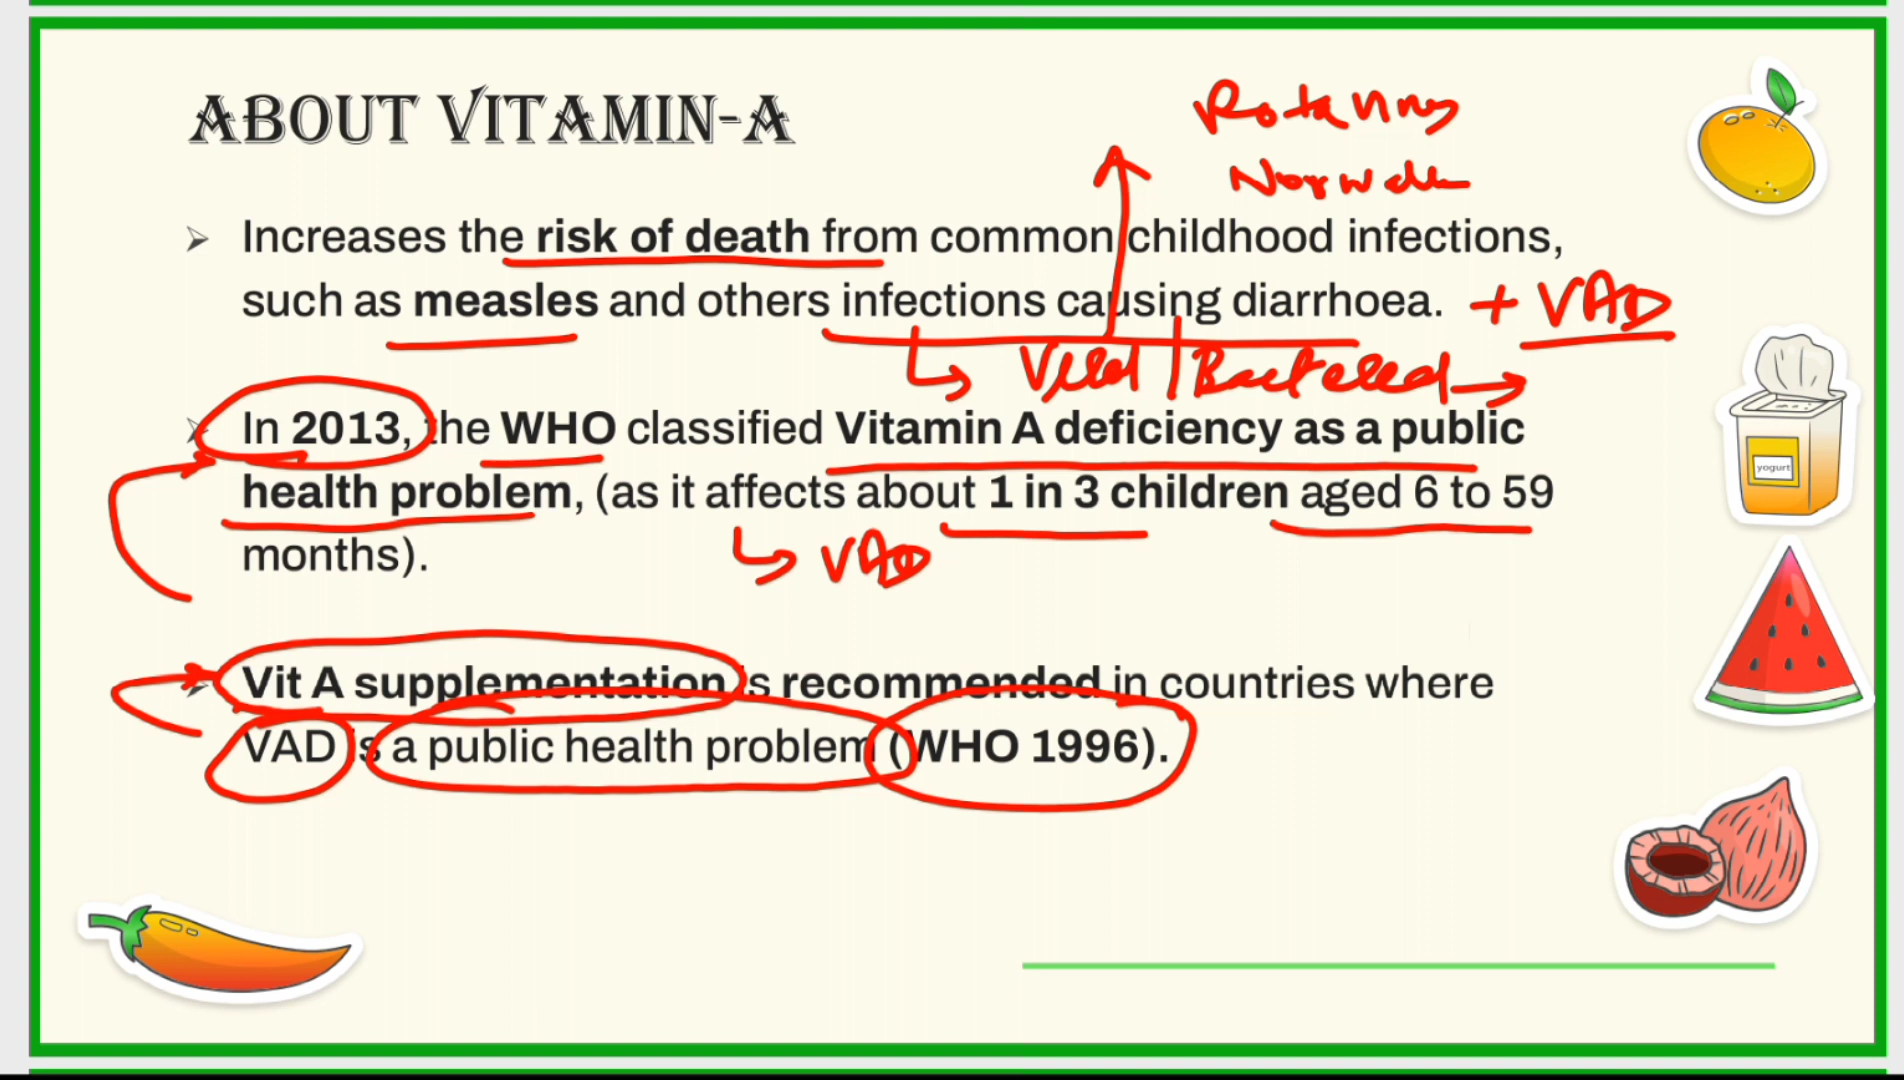 ABOUT VITAMIN-A
Rotavirus
Norwalk
Increases the risk of death from common childhood infections,
such as measles and others infections causing diarrhoea. + VAD
Viral | Bacterial
In 2013, the WHO classified Vitamin A deficiency as a public
health problem, (as it affects about 1 in 3 children aged 6 to 59
months).
VAD
Vit A supplementation is recommended in countries where
VAD is a public health problem (WHO 1996).
yogurt